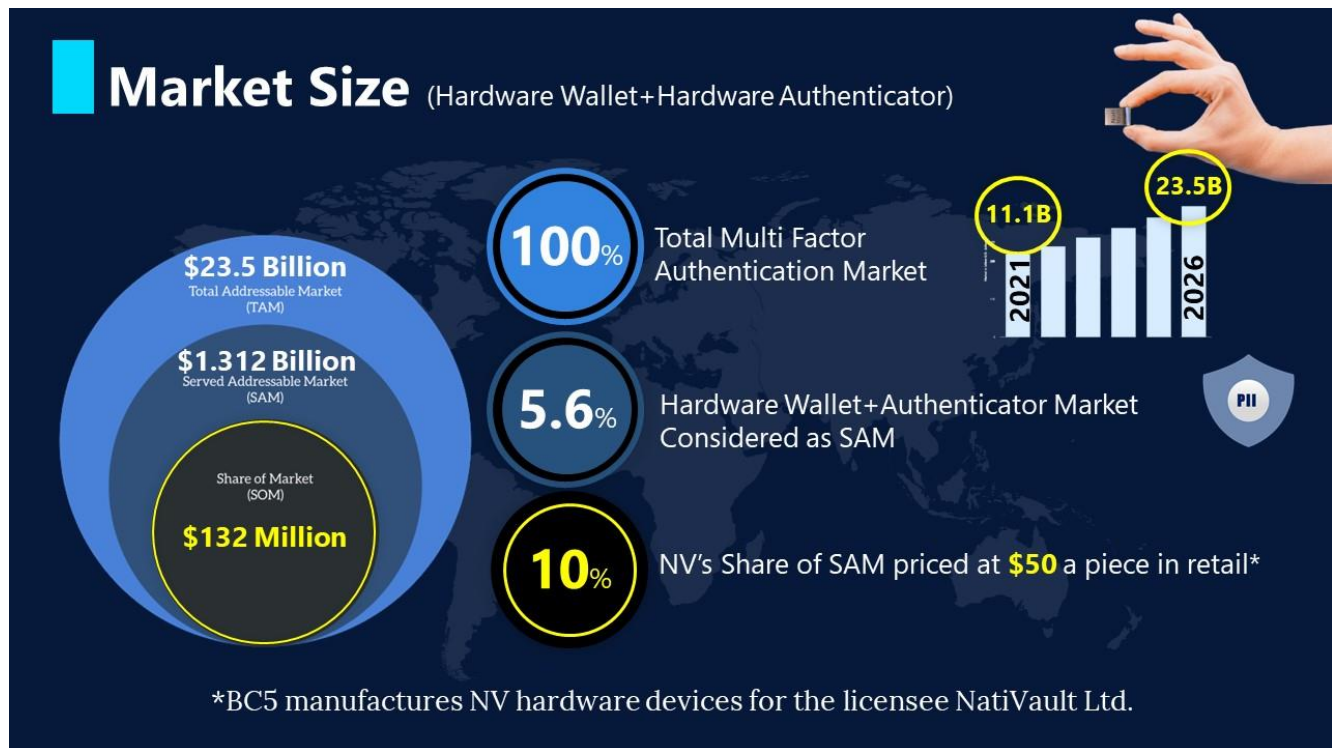 Market Size (Hardware Wallet+Hardware Authenticator)
$23.5 Billion
Total Addressable Market
(TAM)
$1.312 Billion
Served Addressable Market
(SAM)
Share of Market
(SOM)
$132 Million
100%
Total Multi Factor
Authentication Market
5.6%
Hardware Wallet+Authenticator Market
Considered as SAM
10%
NV's Share of SAM priced at $50 a piece in retail*
11.1B
23.5B
2021
2026
PII
*BC5 manufactures NV hardware devices for the licensee NatiVault Ltd.